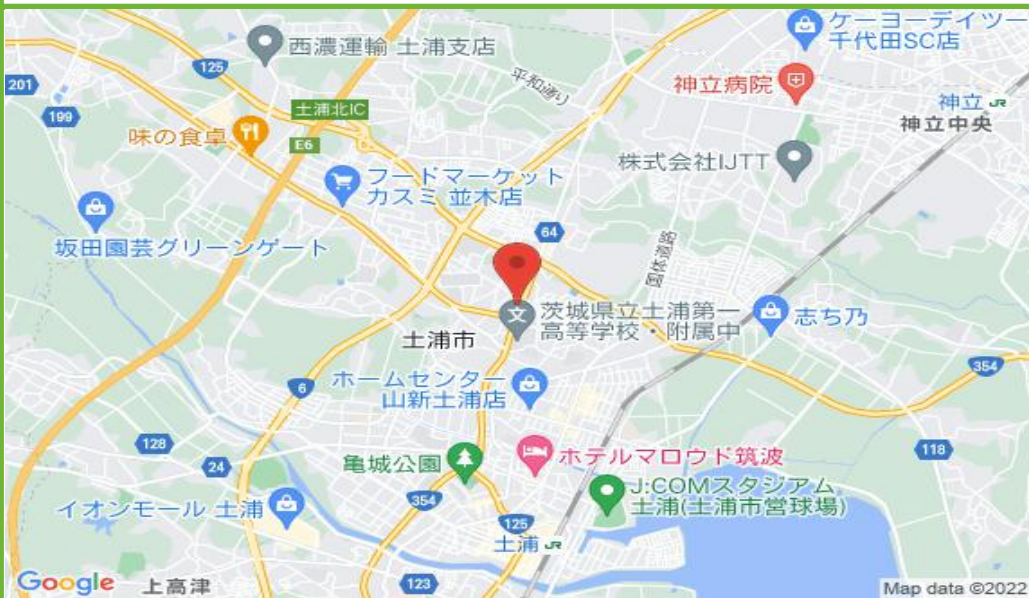 ケーヨーデイツー
千代田SC店
西濃運輸 土浦支店
125
平和通り
201
199
神立病院
神立 JR
神立中央
土浦北IC
味の食卓
E6
株式会社IJTT
フードマーケット
カスミ 並木店
64
坂田園芸グリーンゲート
国体道路
茨城県立土浦第一
高等学校・附属中
志ち乃
土浦市
354
ホームセンター
山新土浦店
6
128
24
118
亀城公園
ホテルマロウド筑波
J:COMスタジアム
土浦(土浦市営球場)
イオンモール 土浦
354
125
土浦 JR
Google
上高津
123
Map data ©2022